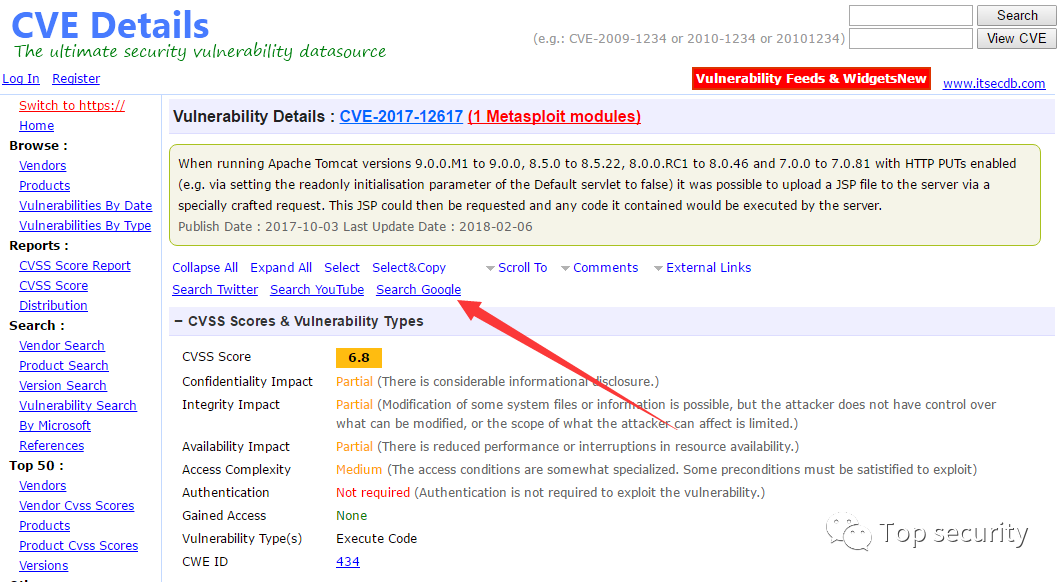 CVE Details
The ultimate security vulnerability datasource
Search
(e.g.: CVE-2009-1234 or 2010-1234 or 20101234)
View CVE
Log In Register
Vulnerability Feeds & WidgetsNew
www.itsecdb.com
Switch to https://
Home
Browse :
Vendors
Products
Vulnerabilities By Date
Vulnerabilities By Type
Reports :
CVSS Score Report
CVSS Score
Distribution
Search :
Vendor Search
Product Search
Version Search
Vulnerability Search
By Microsoft
References
Top 50 :
Vendors
Vendor Cvss Scores
Products
Product Cvss Scores
Versions
Vulnerability Details : CVE-2017-12617 (1 Metasploit modules)
When running Apache Tomcat versions 9.0.0.M1 to 9.0.0, 8.5.0 to 8.5.22, 8.0.0.RC1 to 8.0.46 and 7.0.0 to 7.0.81 with HTTP PUTs enabled
(e.g. via setting the readonly initialisation parameter of the Default servlet to false) it was possible to upload a JSP file to the server via a
specially crafted request. This JSP could then be requested and any code it contained would be executed by the server.
Publish Date : 2017-10-03 Last Update Date : 2018-02-06
Collapse All Expand All Select Select&Copy Scroll To Comments External Links
Search Twitter Search YouTube Search Google
− CVSS Scores & Vulnerability Types
CVSS Score 6.8
Confidentiality Impact Partial (There is considerable informational disclosure.)
Integrity Impact Partial (Modification of some system files or information is possible, but the attacker does not have control over
what can be modified, or the scope of what the attacker can affect is limited.)
Availability Impact Partial (There is reduced performance or interruptions in resource availability.)
Access Complexity Medium (The access conditions are somewhat specialized. Some preconditions must be satistified to exploit)
Authentication Not required (Authentication is not required to exploit the vulnerability.)
Gained Access None
Vulnerability Type(s) Execute Code
CWE ID 434
Top security